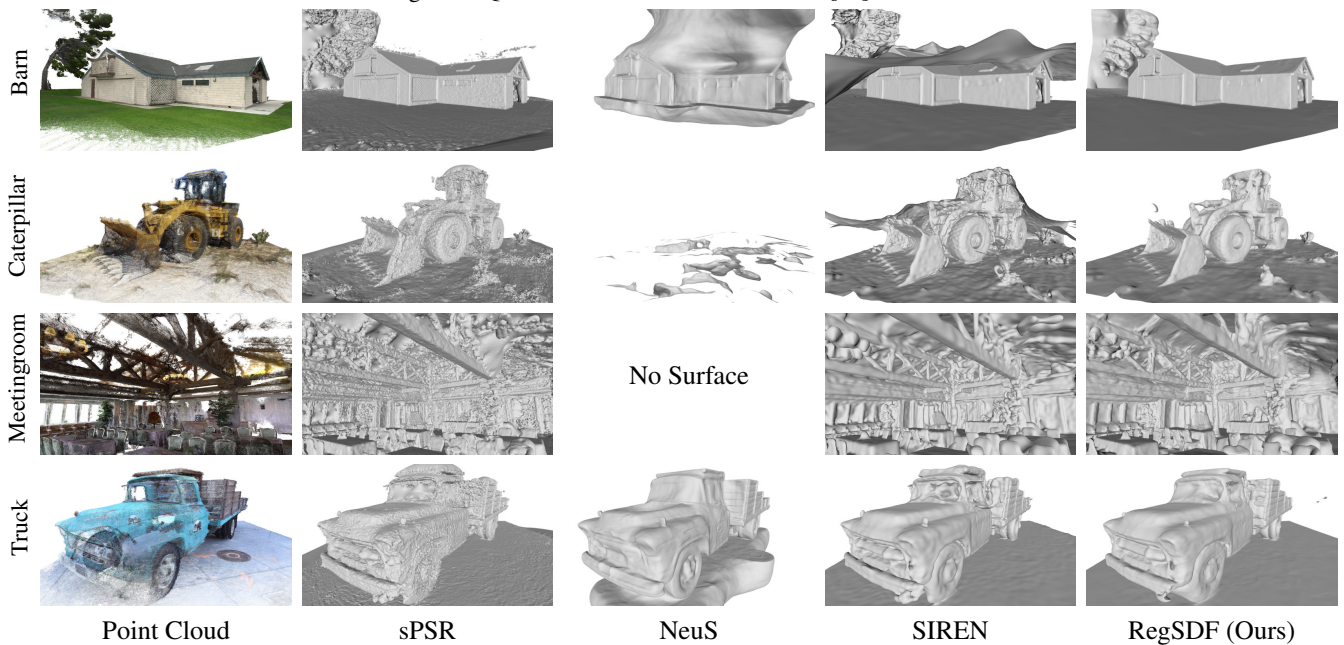 Barn
Caterpillar
Meetingroom
No Surface
Truck
Point Cloud
sPSR
NeuS
SIREN
RegSDF (Ours)